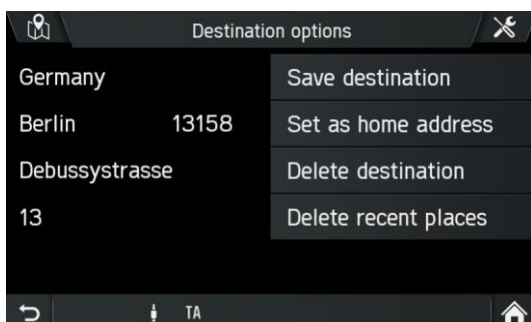 Destination options
Germany
Save destination
Berlin 13158
Set as home address
Debussystrasse
Delete destination
13
Delete recent places
TA